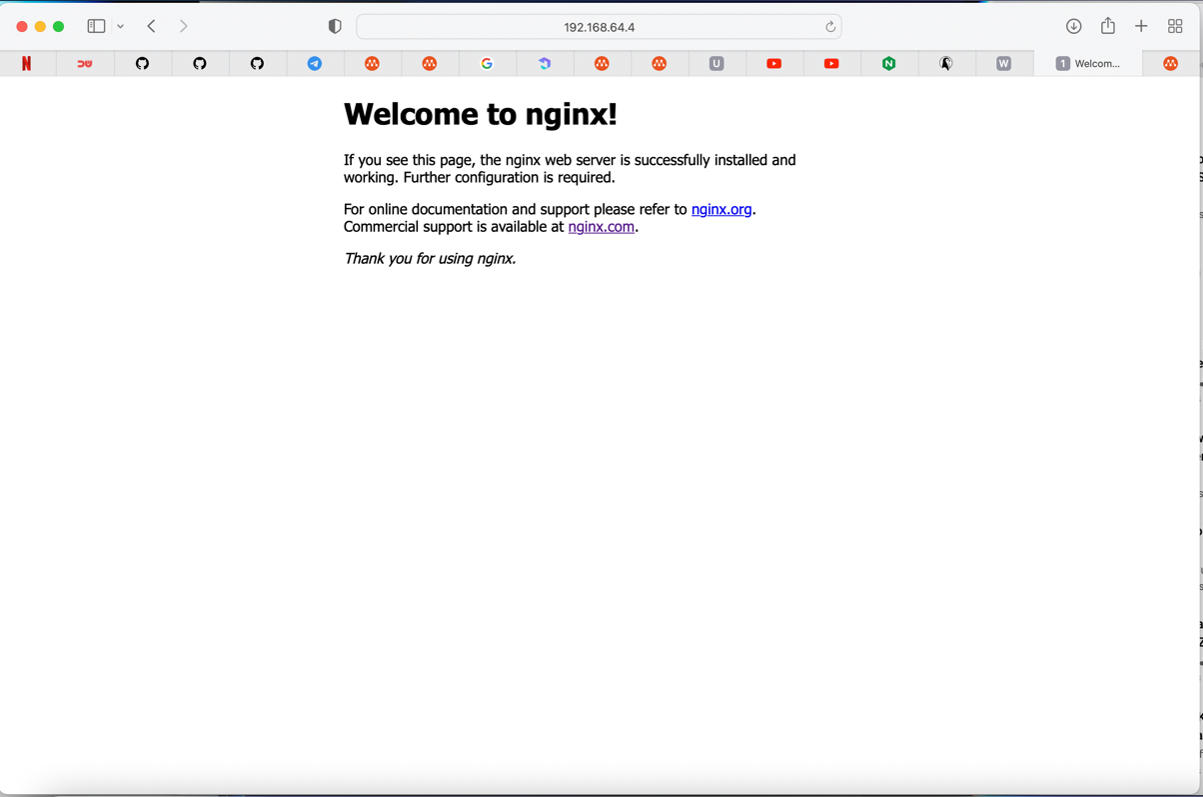 192.168.64.4
U
W
1 Welcom...
Welcome to nginx!
If you see this page, the nginx web server is successfully installed and
working. Further configuration is required.
For online documentation and support please refer to nginx.org.
Commercial support is available at nginx.com.
Thank you for using nginx.